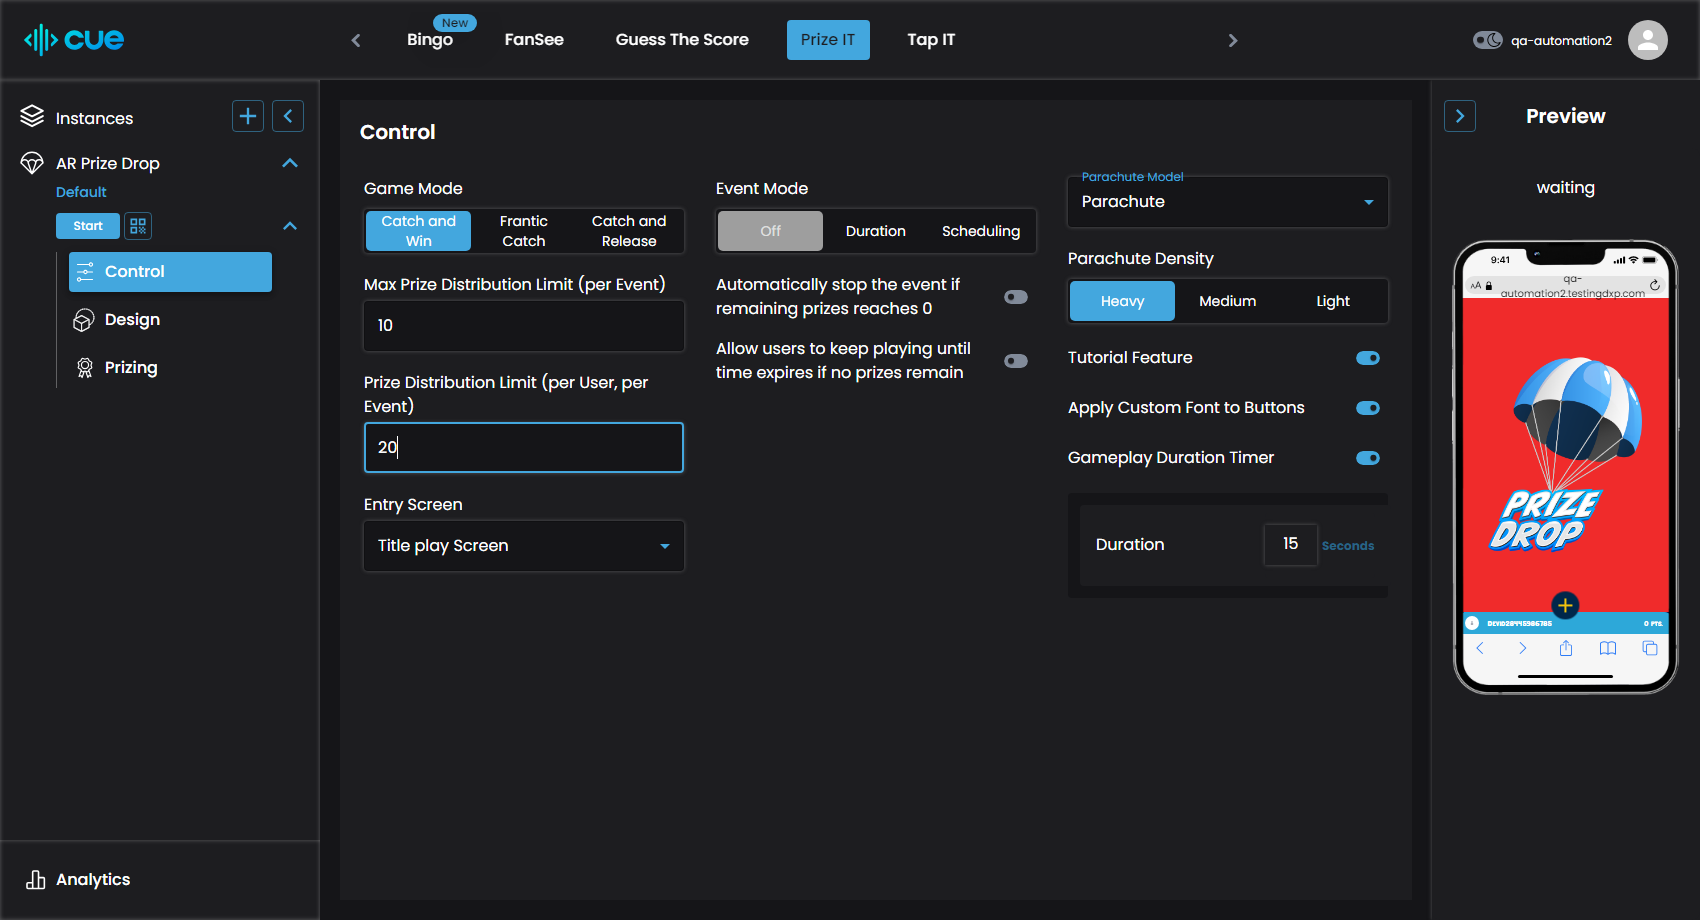 cue
New
Bingo
FanSee
Guess The Score
Prize IT
Tap IT
qa-automation2
Instances
AR Prize Drop
Default
Start
Control
Design
Prizing
Analytics
Control
Game Mode
Catch and Win
Frantic Catch
Catch and Release
Max Prize Distribution Limit (per Event)
10
Prize Distribution Limit (per User, per
Event)
20
Entry Screen
Title play Screen
Event Mode
Off
Duration
Scheduling
Automatically stop the event if
remaining prizes reaches 0
Allow users to keep playing until
time expires if no prizes remain
Parachute Model
Parachute
Parachute Density
Heavy
Medium
Light
Tutorial Feature
Apply Custom Font to Buttons
Gameplay Duration Timer
Duration
15
Seconds
Preview
waiting
9:41
AA
qa-
automation2.testingdxp.com
PRIZE
DROP
0 PTS.